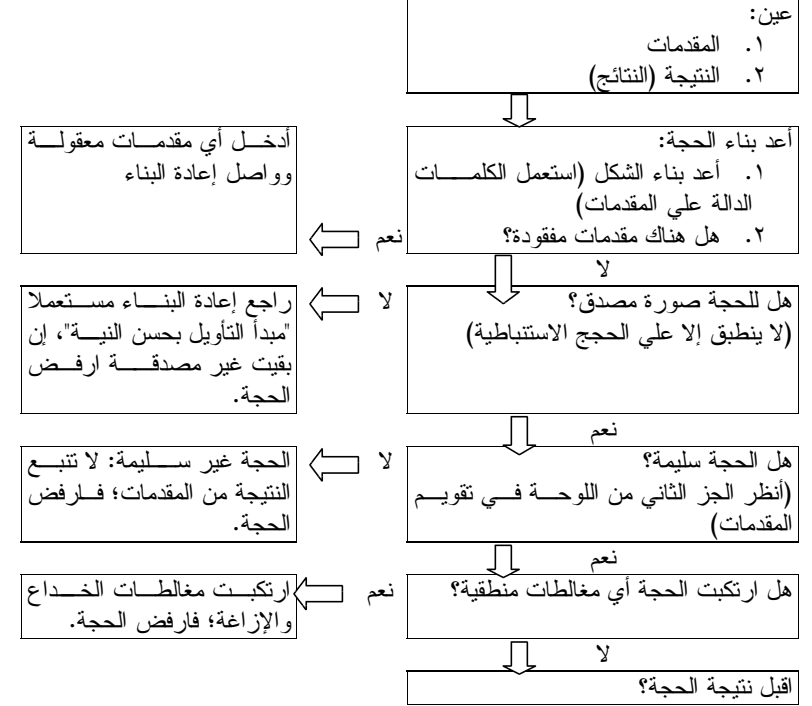 عين:
١. المقدمات
٢. النتيجة (النتائج)
أعد بناء الحجة:
١. أعد بناء الشكل (استعمل الكلمات
الدالة علي المقدمات)
٢. هل هناك مقدمات مفقودة؟
نعم
أدخل أي مقدمات معقولة
وواصل إعادة البناء
لا
هل للحجة صورة مصدق؟
(لا ينطبق إلا علي الحجج الاستنباطية)
لا
راجع إعادة البناء مستعملا
"مبدأ التأويل بحسن النية"، إن
بقيت غير مصدقة ارفض
الحجة.
نعم
هل الحجة سليمة؟
(أنظر الجز الثاني من اللوحة في تقويم
المقدمات)
لا
الحجة غير سليمة: لا تتبع
النتيجة من المقدمات؛ فارفض
الحجة.
نعم
هل ارتكبت الحجة أي مغالطات منطقية؟
نعم
ارتكبت مغالطات الخداع
والإزاغة؛ فارفض الحجة.
لا
اقبل نتيجة الحجة؟